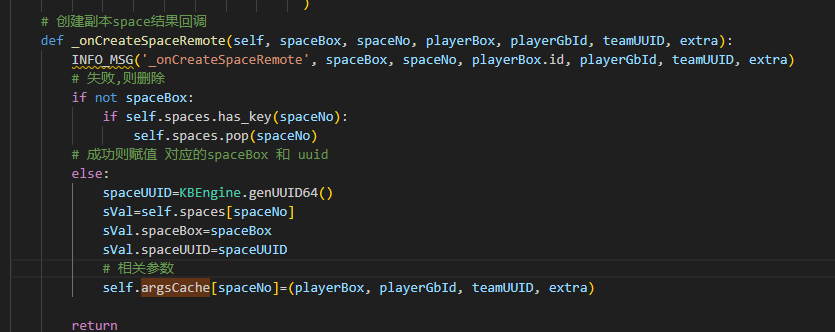 )
# 创建副本space结果回调
def _onCreateSpaceRemote(self, spaceBox, spaceNo, playerBox, playerGbId, teamUUID, extra):
    INFO_MSG('_onCreateSpaceRemote', spaceBox, spaceNo, playerBox.id, playerGbId, teamUUID, extra)
    # 失败,则删除
    if not spaceBox:
        if self.spaces.has_key(spaceNo):
            self.spaces.pop(spaceNo)
    # 成功则赋值 对应的spaceBox 和 uuid
    else:
        spaceUUID=KBEngine.genUUID64()
        sVal=self.spaces[spaceNo]
        sVal.spaceBox=spaceBox
        sVal.spaceUUID=spaceUUID
        # 相关参数
        self.argsCache[spaceNo]=(playerBox, playerGbId, teamUUID, extra)
    return